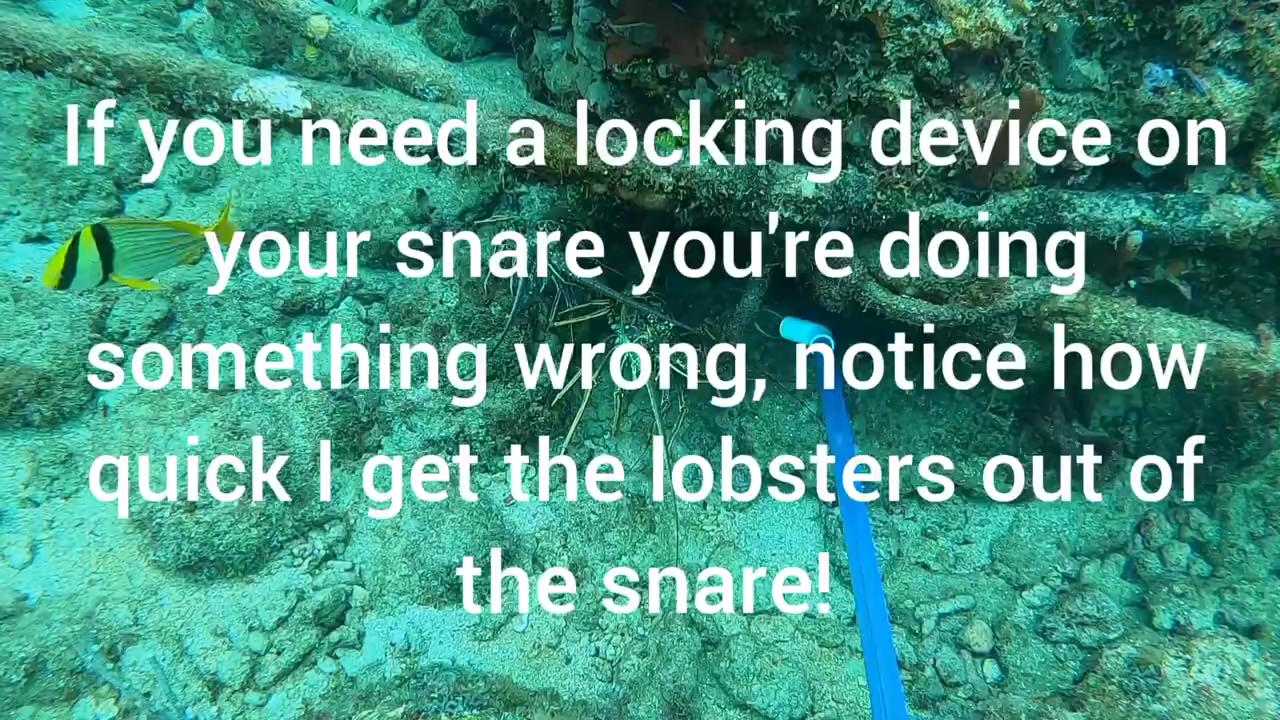 If you need a locking device on
your snare you're doing
something wrong, notice how
quick I get the lobsters out of
the snare!